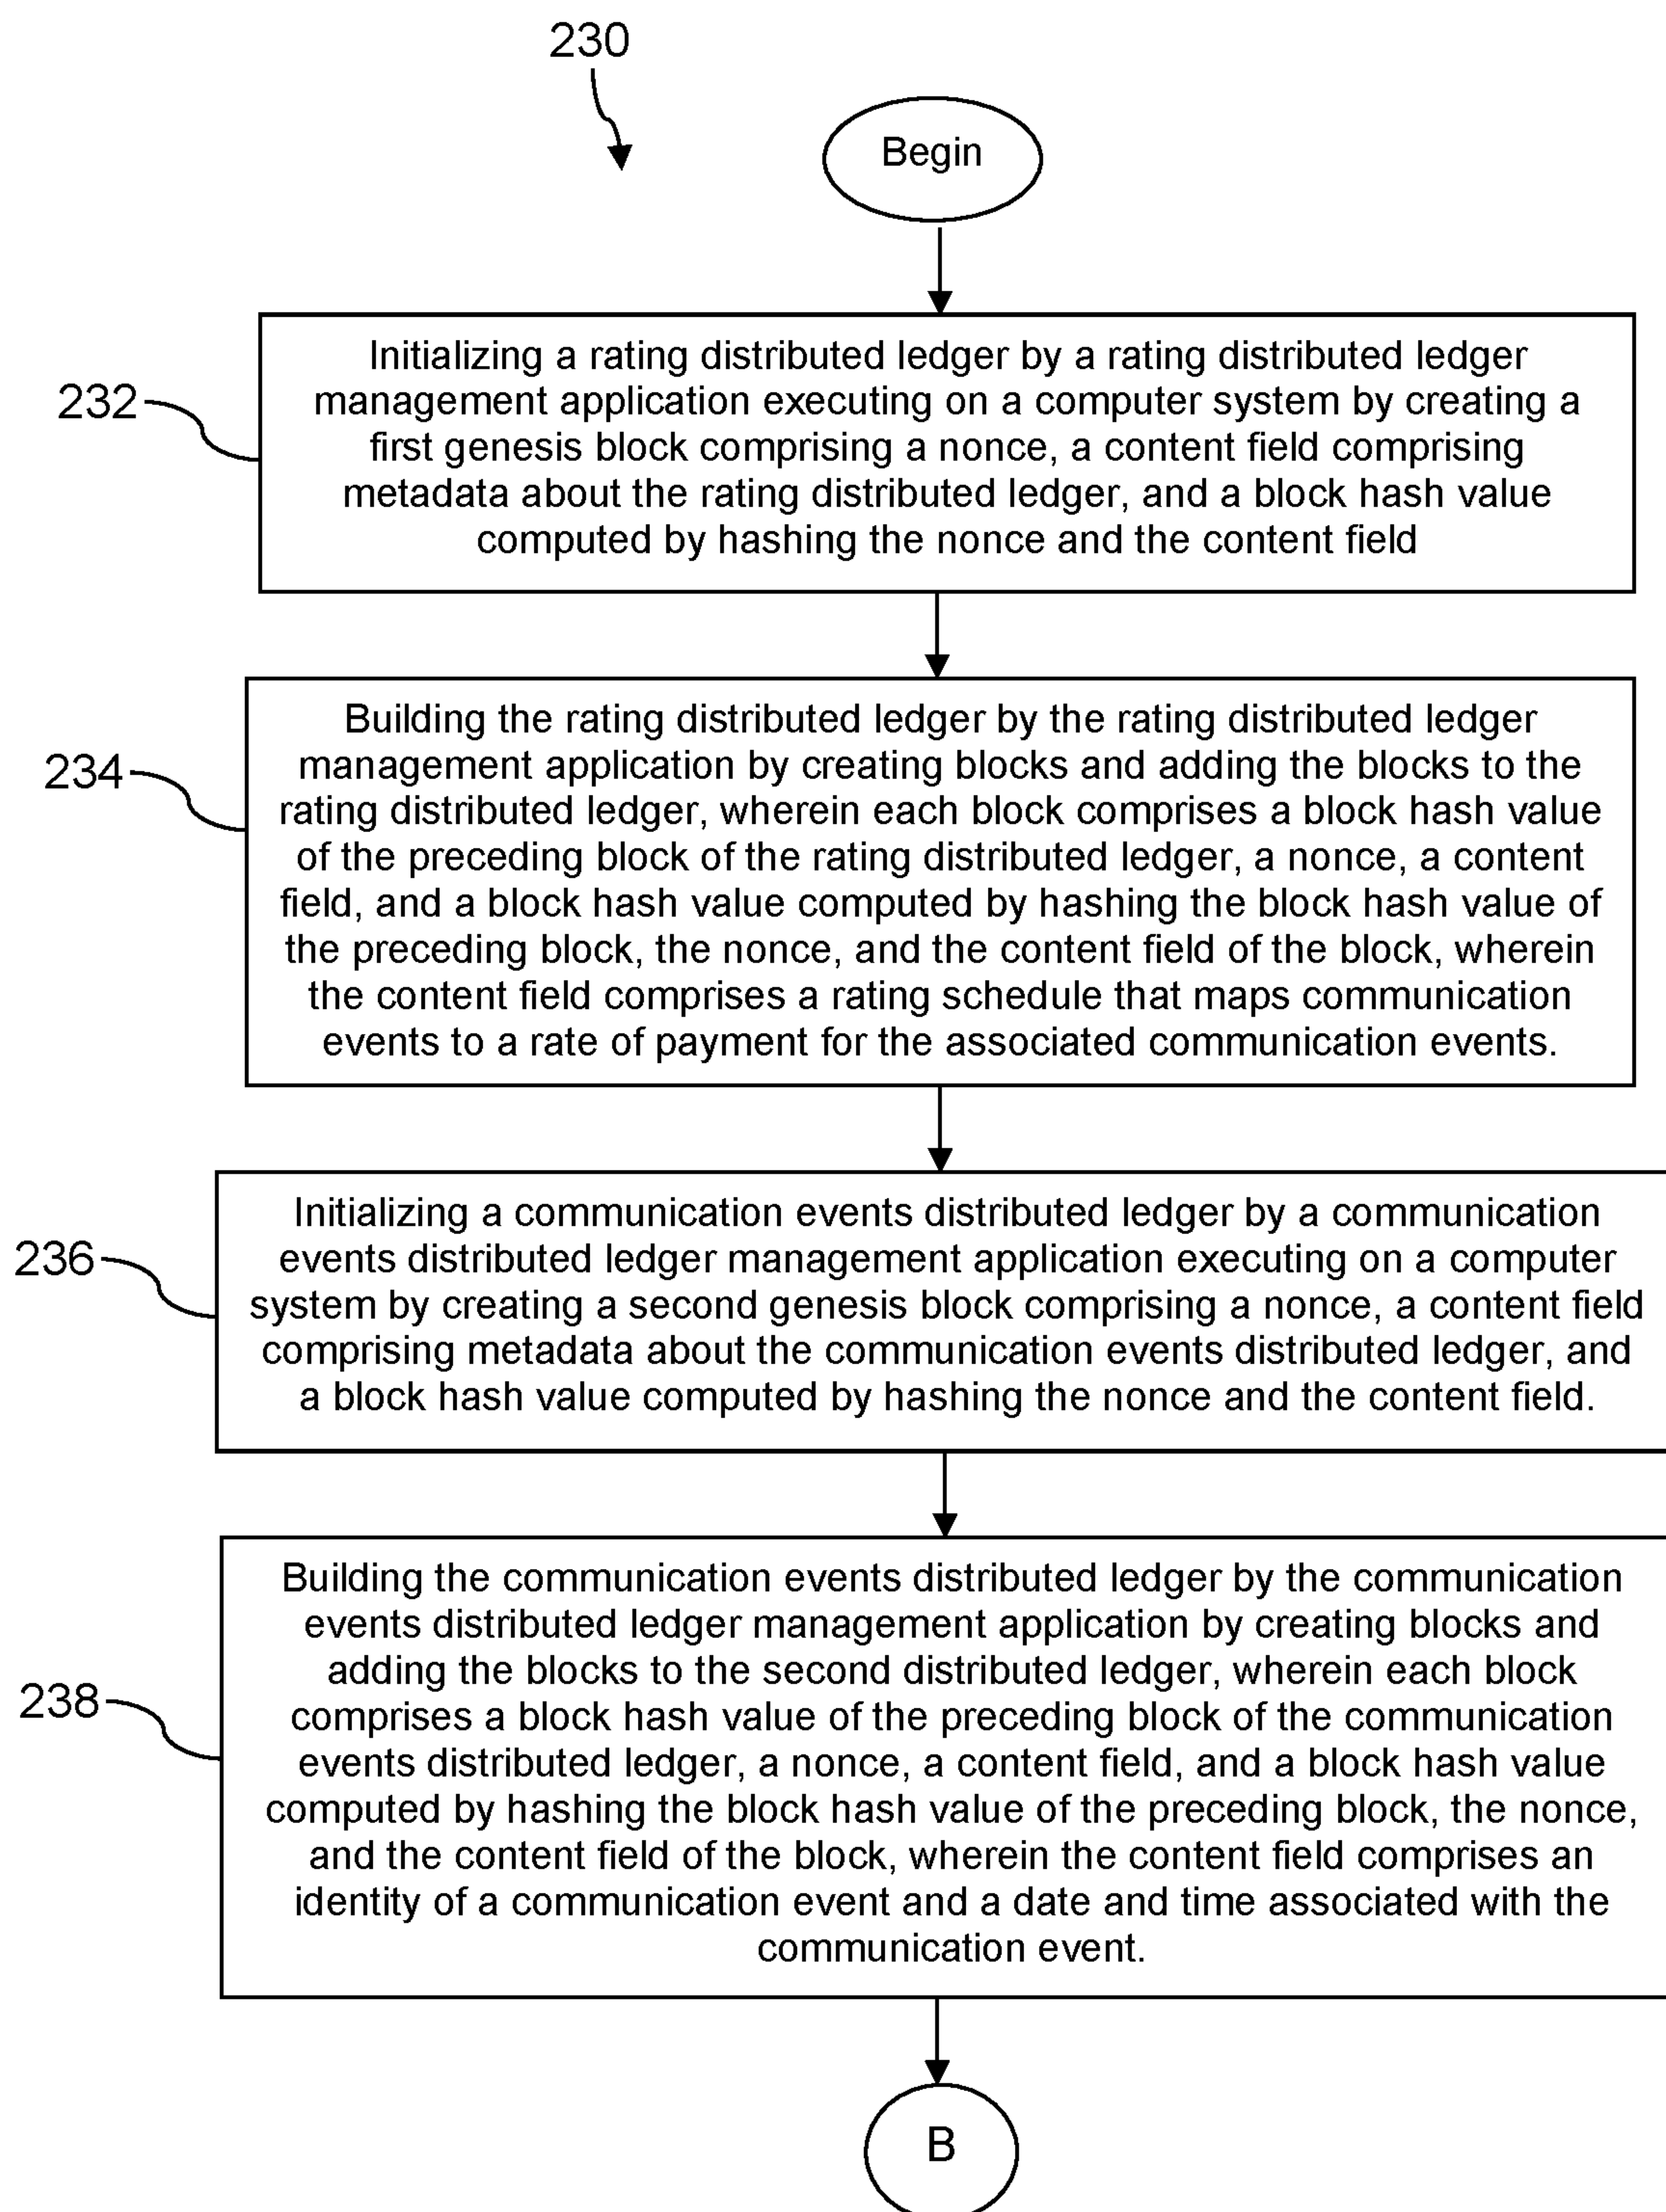 230
Begin
232
Initializing a rating distributed ledger by a rating distributed ledger
management application executing on a computer system by creating a
first genesis block comprising a nonce, a content field comprising
metadata about the rating distributed ledger, and a block hash value
computed by hashing the nonce and the content field
234
Building the rating distributed ledger by the rating distributed ledger
management application by creating blocks and adding the blocks to the
rating distributed ledger, wherein each block comprises a block hash value
of the preceding block of the rating distributed ledger, a nonce, a content
field, and a block hash value computed by hashing the block hash value of
the preceding block, the nonce, and the content field of the block, wherein
the content field comprises a rating schedule that maps communication
events to a rate of payment for the associated communication events.
236
Initializing a communication events distributed ledger by a communication
events distributed ledger management application executing on a computer
system by creating a second genesis block comprising a nonce, a content field
comprising metadata about the communication events distributed ledger, and
a block hash value computed by hashing the nonce and the content field.
238
Building the communication events distributed ledger by the communication
events distributed ledger management application by creating blocks and
adding the blocks to the second distributed ledger, wherein each block
comprises a block hash value of the preceding block of the communication
events distributed ledger, a nonce, a content field, and a block hash value
computed by hashing the block hash value of the preceding block, the nonce,
and the content field of the block, wherein the content field comprises an
identity of a communication event and a date and time associated with the
communication event.
B